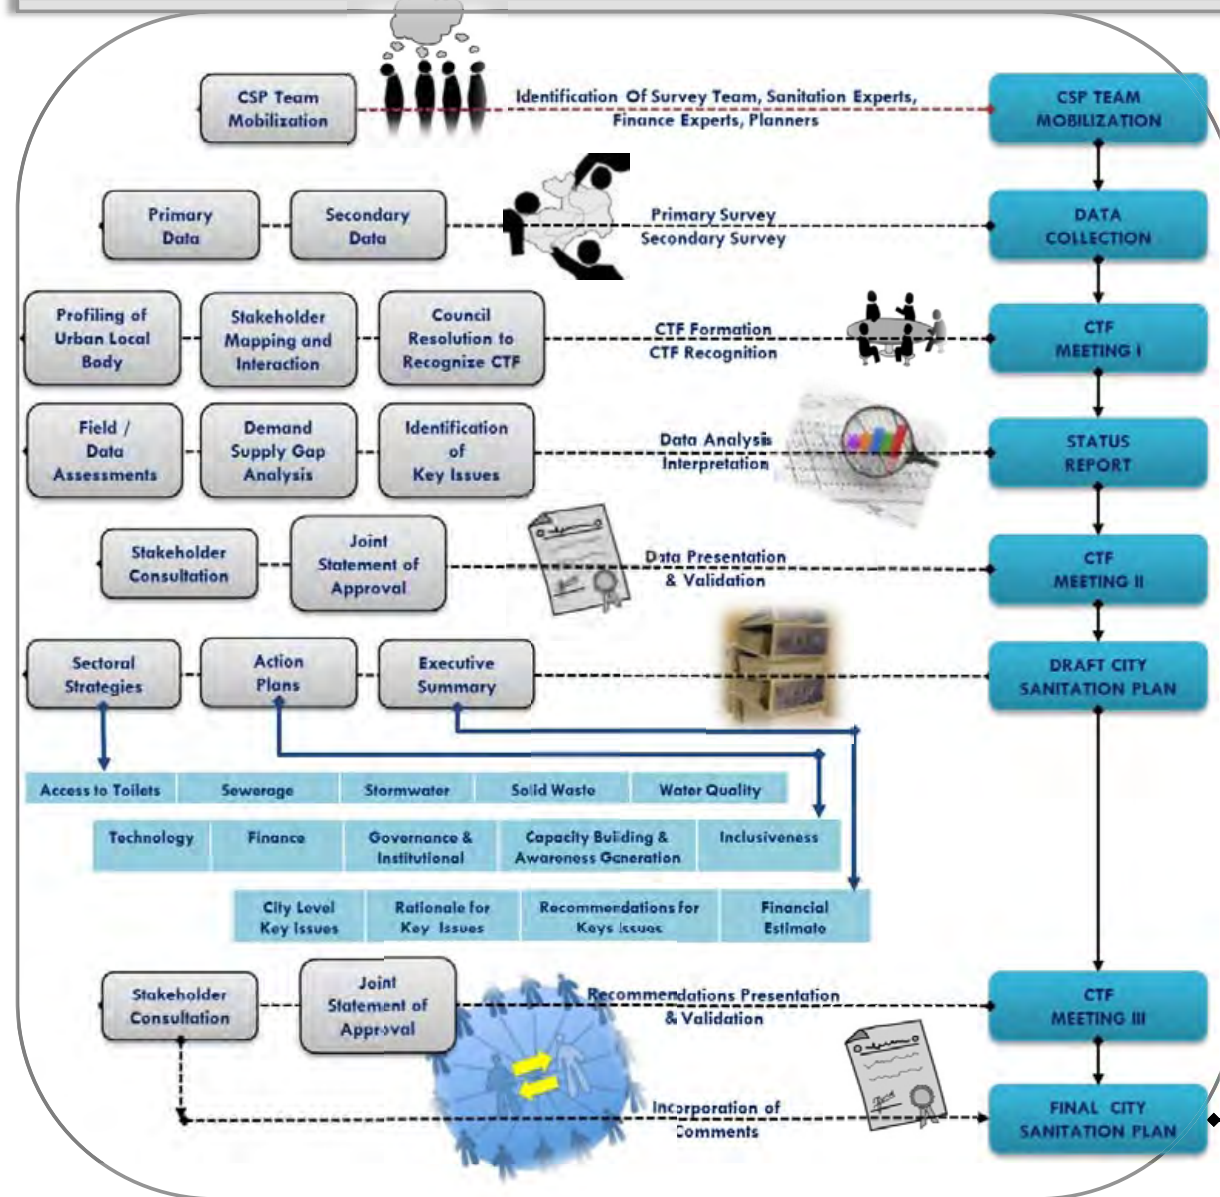 CSP Team
Mobilization
Identification Of Survey Team, Sanitation Experts,
Finance Experts, Planners
CSP TEAM
MOBILIZATION
Primary
Data
Secondary
Data
Primary Survey
Secondary Survey
DATA
COLLECTION
Profiling of
Urban Local
Body
Stakeholder
Mapping and
Interaction
Council
Resolution to
Recognize CTF
CTF Formation
CTF Recognition
CTF
MEETING I
Field /
Data
Assessments
Demand
Supply Gap
Analysis
Identification
of
Key Issues
Data Analysis
Interpretation
STATUS
REPORT
Stakeholder
Consultation
Joint
Statement of
Approval
Data Presentation
& Validation
CTF
MEETING II
Sectoral
Strategies
Action
Plans
Executive
Summary
DRAFT CITY
SANITATION PLAN
Access to Toilets
Sewerage
Stormwater
Solid Waste
Water Quality
Technology
Finance
Governance &
Institutional
Capacity Building &
Awareness Generation
Inclusiveness
City Level
Key Issues
Rationale for
Key Issues
Recommendations for
Keys Issues
Financial
Estimate
Stakeholder
Consultation
Joint
Statement of
Approval
Recommendations Presentation
& Validation
CTF
MEETING III
Incorporation of
Comments
FINAL CITY
SANITATION PLAN